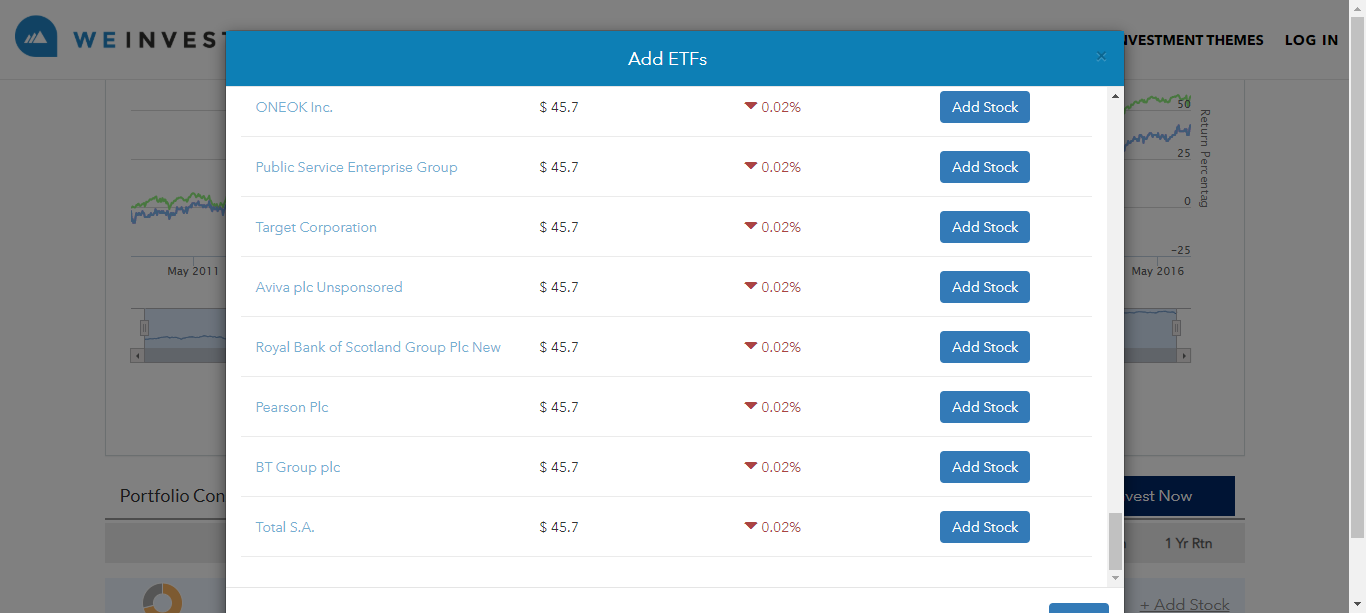 WEINVEST
Add ETFs
×
NVESTMENT THEMES
LOG IN
ONEOK Inc. $ 45.7 0.02% Add Stock
Public Service Enterprise Group $ 45.7 0.02% Add Stock
Target Corporation $ 45.7 0.02% Add Stock
Aviva plc Unsponsored $ 45.7 0.02% Add Stock
Royal Bank of Scotland Group Plc New $ 45.7 0.02% Add Stock
Pearson Plc $ 45.7 0.02% Add Stock
BT Group plc $ 45.7 0.02% Add Stock
Total S.A. $ 45.7 0.02% Add Stock
May 2011
50
25
0
-25
Return Percentag
May 2016
Portfolio Con
vest Now
1 Yr Rtn
+ Add Stock